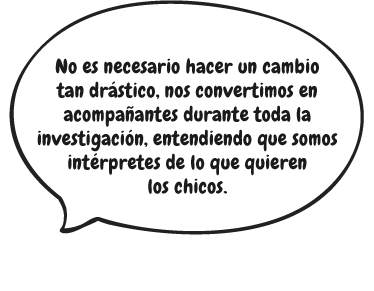 No es necesario hacer un cambio
tan drástico, nos convertimos en
acompañantes durante toda la
investigación, entendiendo que somos
intérpretes de lo que quieren
los chicos.